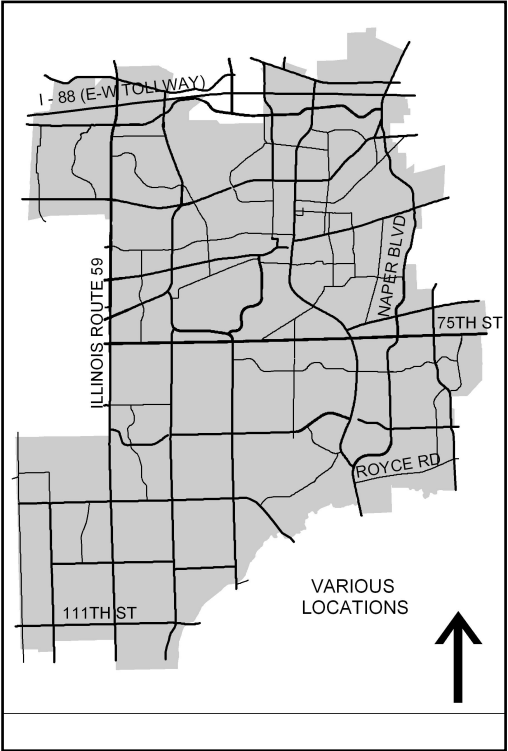 I - 88 (E-W TOLLWAY)
NAPER BLVD
ILLINOIS ROUTE 59
75TH ST
ROYCE RD
VARIOUS
LOCATIONS
111TH ST